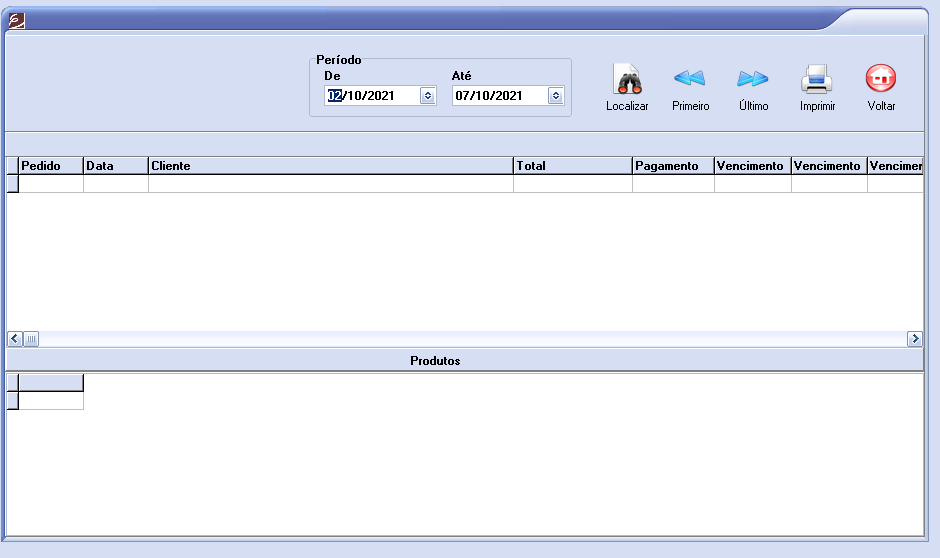 Período
De Até
02/10/2021 07/10/2021
Localizar Primeiro Último Imprimir Voltar
Pedido Data Cliente Total Pagamento Vencimento Vencimento Vencimen
Produtos